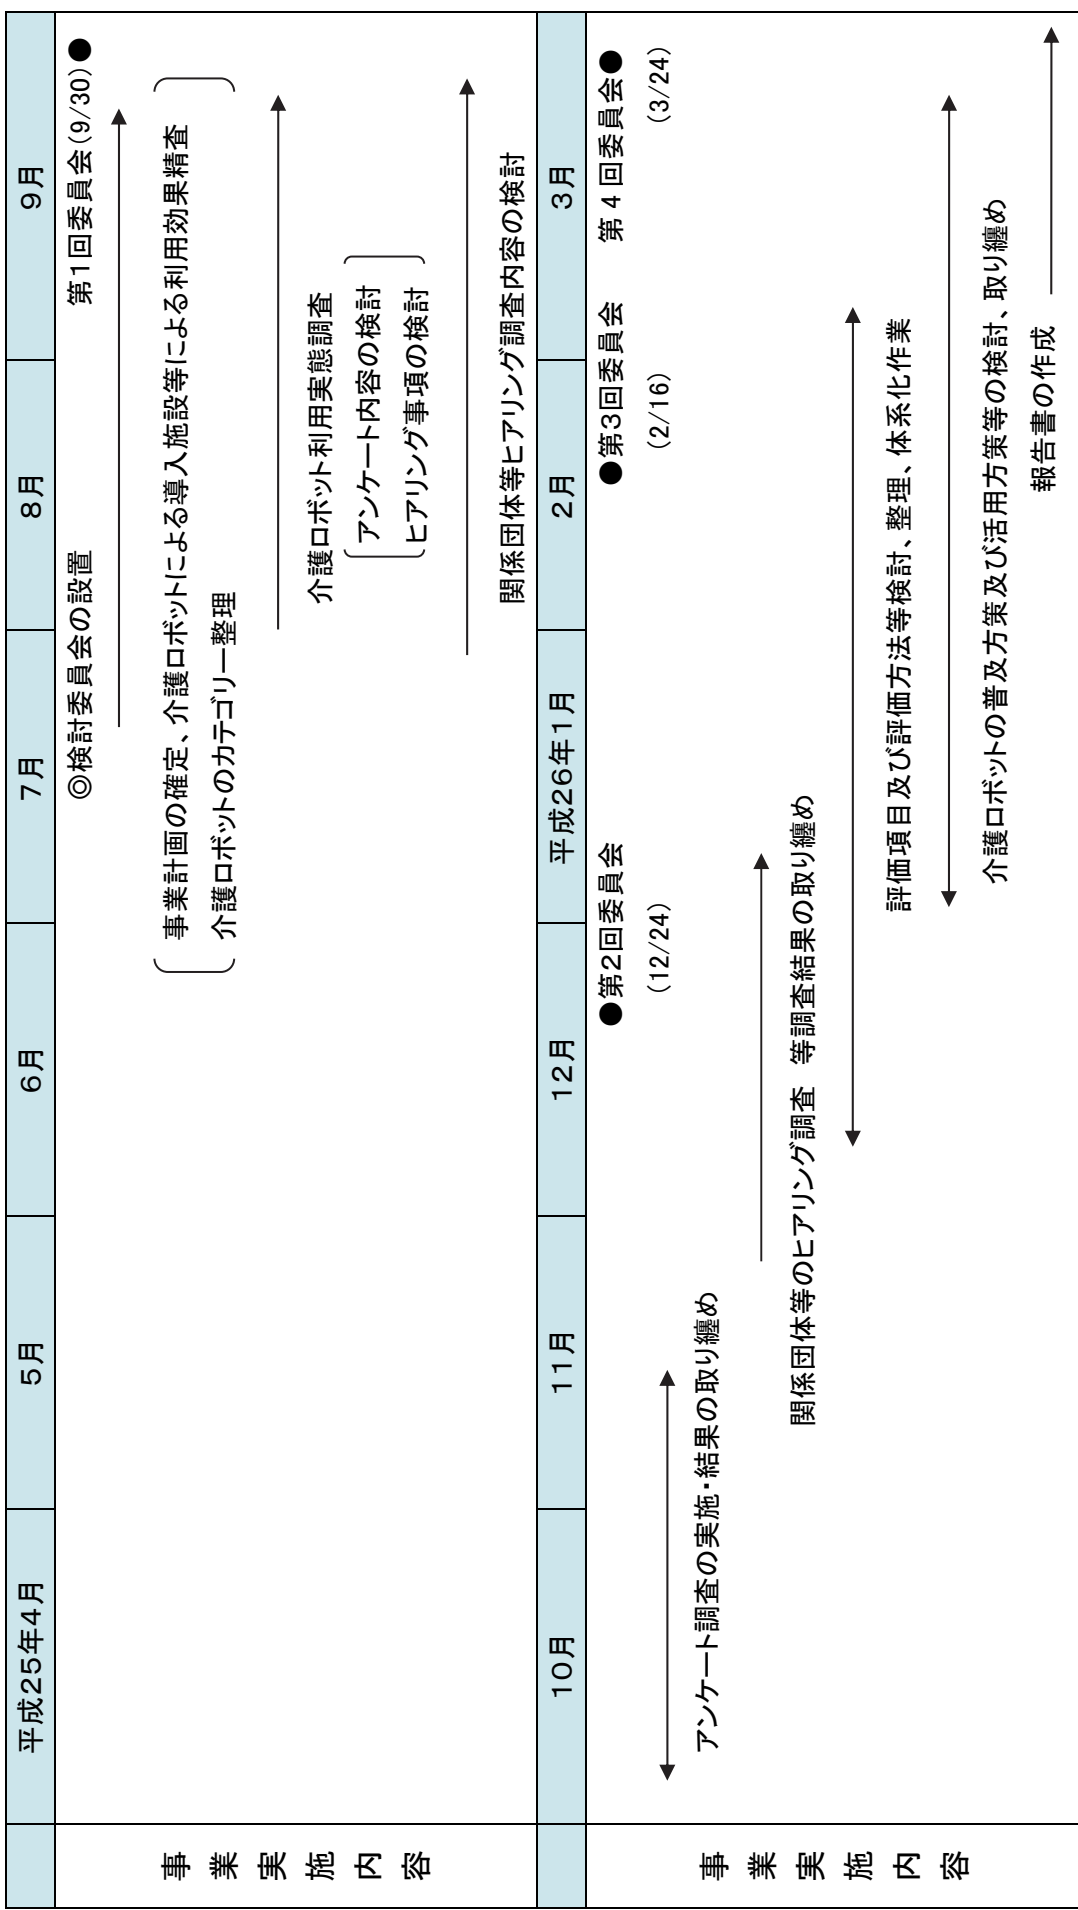 平成25年4月
5月
6月
7月
8月
9月
事業実施内容
◎検討委員会の設置
第1回委員会(9/30)●
事業計画の確定、介護ロボットによる導入施設等による利用効果精査
介護ロボットのカテゴリー整理
介護ロボット利用実態調査
アンケート内容の検討
ヒアリング事項の検討
関係団体等ヒアリング調査内容の検討
10月
11月
12月
平成26年1月
2月
3月
事業実施内容
●第2回委員会
(12/24)
●第3回委員会
(2/16)
第4回委員会●
(3/24)
アンケート調査の実施・結果の取り纏め
関係団体等のヒアリング調査 等調査結果の取り纏め
評価項目及び評価方法等検討、整理、体系化作業
介護ロボットの普及方策及び活用方策等の検討、取り纏め
報告書の作成